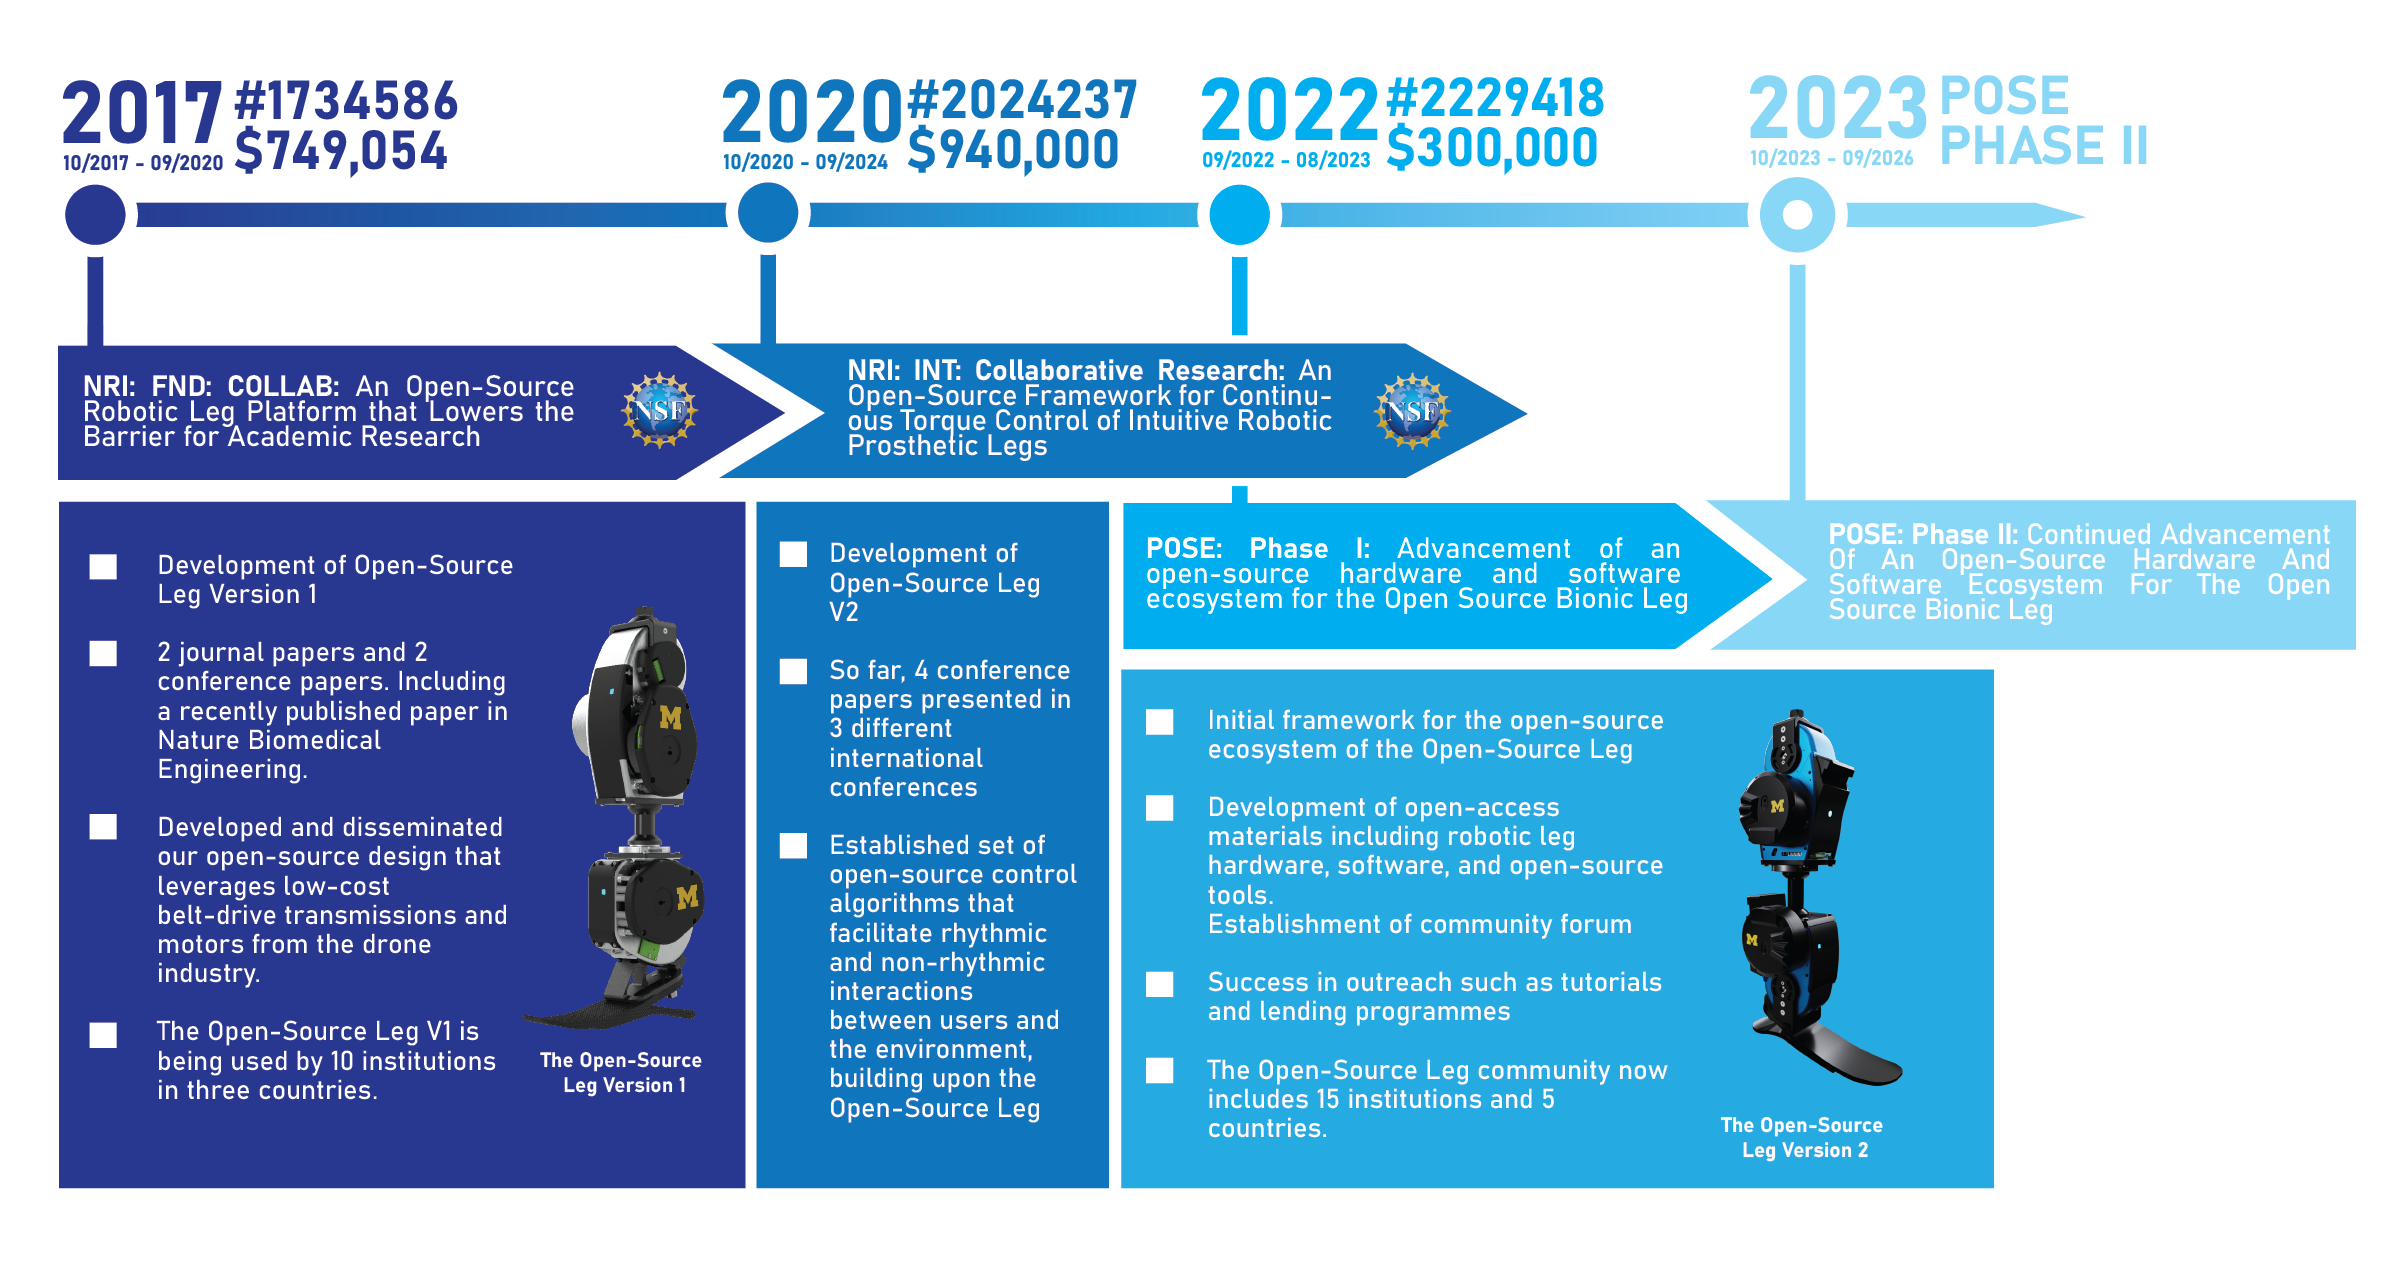 2017
#1734586
10/2017 - 09/2020
$749,054
2020
#2024237
10/2020 - 09/2024
$940,000
2022
#2229418
09/2022 - 08/2023
$300,000
2023
POSE
PHASE II
10/2023 - 09/2026
NRI: FND: COLLAB: An Open-Source
Robotic Leg Platform that Lowers the
Barrier for Academic Research
NSF
NRI: INT: Collaborative Research: An
Open-Source Framework for Continu-
ous Torque Control of Intuitive Robotic
Prosthetic Legs
NSF
POSE: Phase I: Advancement of an
open-source hardware and software
ecosystem for the Open Source Bionic Leg
POSE: Phase II: Continued Advancement
Of An Open-Source Hardware And
Software Ecosystem For The Open
Source Bionic Leg
Development of Open-Source
Leg Version 1
2 journal papers and 2
conference papers. Including
a recently published paper in
Nature Biomedical
Engineering.
Developed and disseminated
our open-source design that
leverages low-cost
belt-drive transmissions and
motors from the drone
industry.
The Open-Source Leg V1 is
being used by 10 institutions
in three countries.
M
M
The Open-Source
Leg Version 1
Development of
Open-Source Leg
V2
So far, 4 conference
papers presented in
3 different
international
conferences
Established set of
open-source control
algorithms that
facilitate rhythmic
and non-rhythmic
interactions
between users and
the environment,
building upon the
Open-Source Leg
Initial framework for the open-source
ecosystem of the Open-Source Leg
Development of open-access
materials including robotic leg
hardware, software, and open-source
tools.
Establishment of community forum
Success in outreach such as tutorials
and lending programmes
The Open-Source Leg community now
includes 15 institutions and 5
countries.
M
M
The Open-Source
Leg Version 2